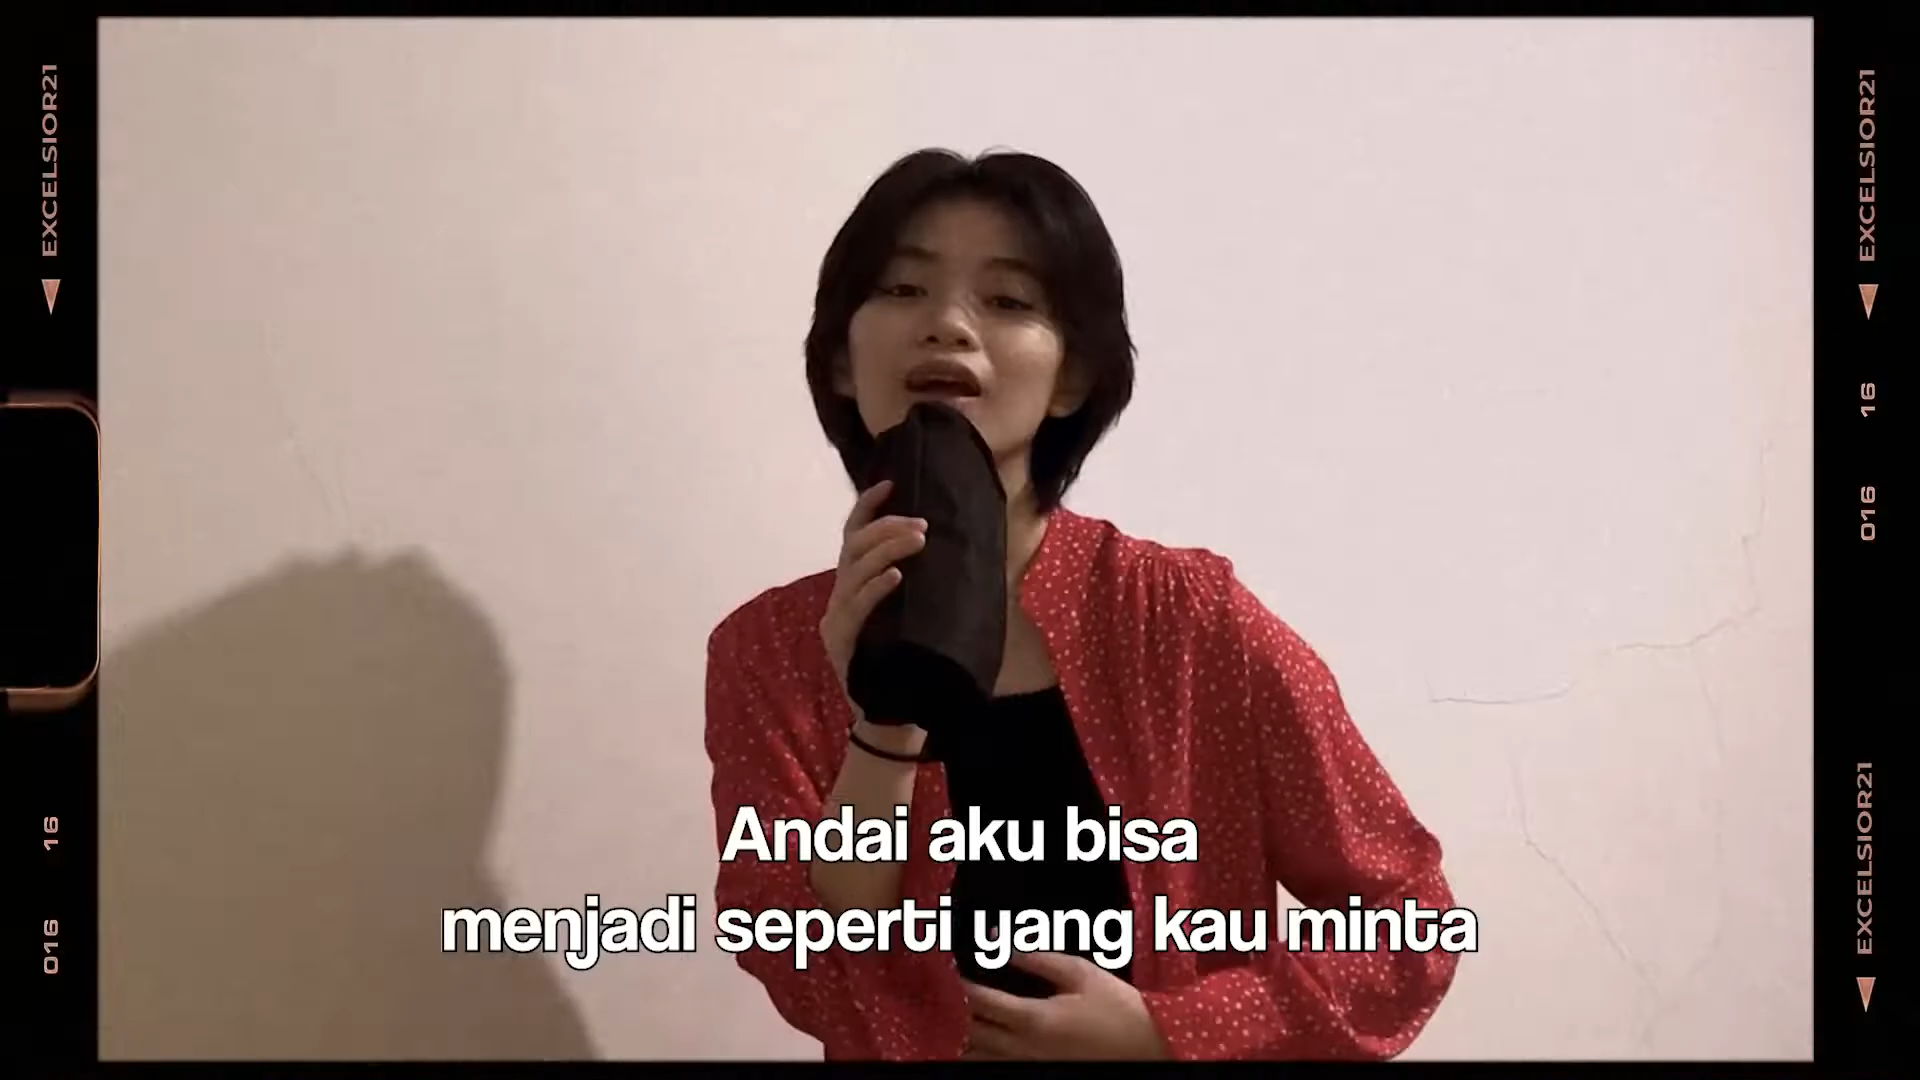 EXCELSIOR21
16
016
EXCELSIOR21
16
016
EXCELSIOR21
Andai aku bisa
menjadi seperti yang kau minta